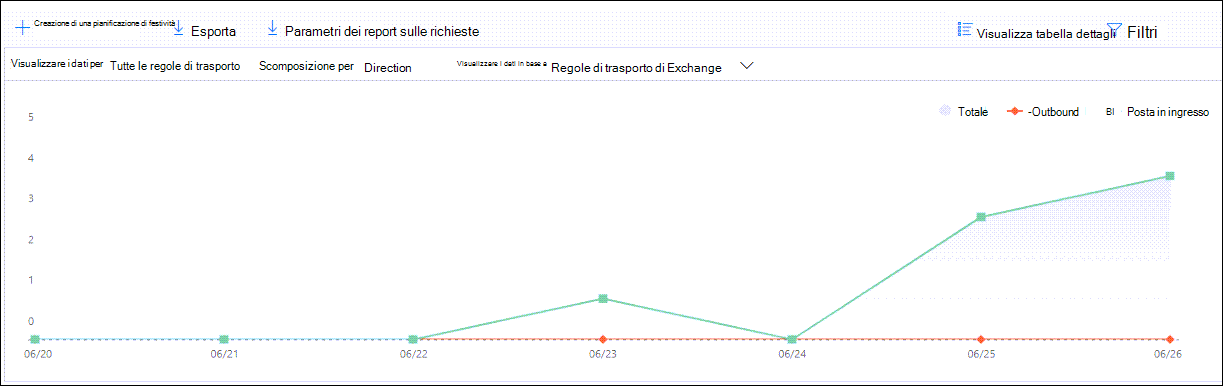 Creazione di una pianificazione di festività Esporta Parametri dei report sulle richieste Visualizza tabella dettagli Filtri
Visualizzare i dati per Tutte le regole di trasporto Scomposizione per Direction Visualizzare i dati in base a Regole di trasporto di Exchange
Totale -Outbound BI Posta in ingresso
5
4
3
2
1
0
06/20 06/21 06/22 06/23 06/24 06/25 06/26